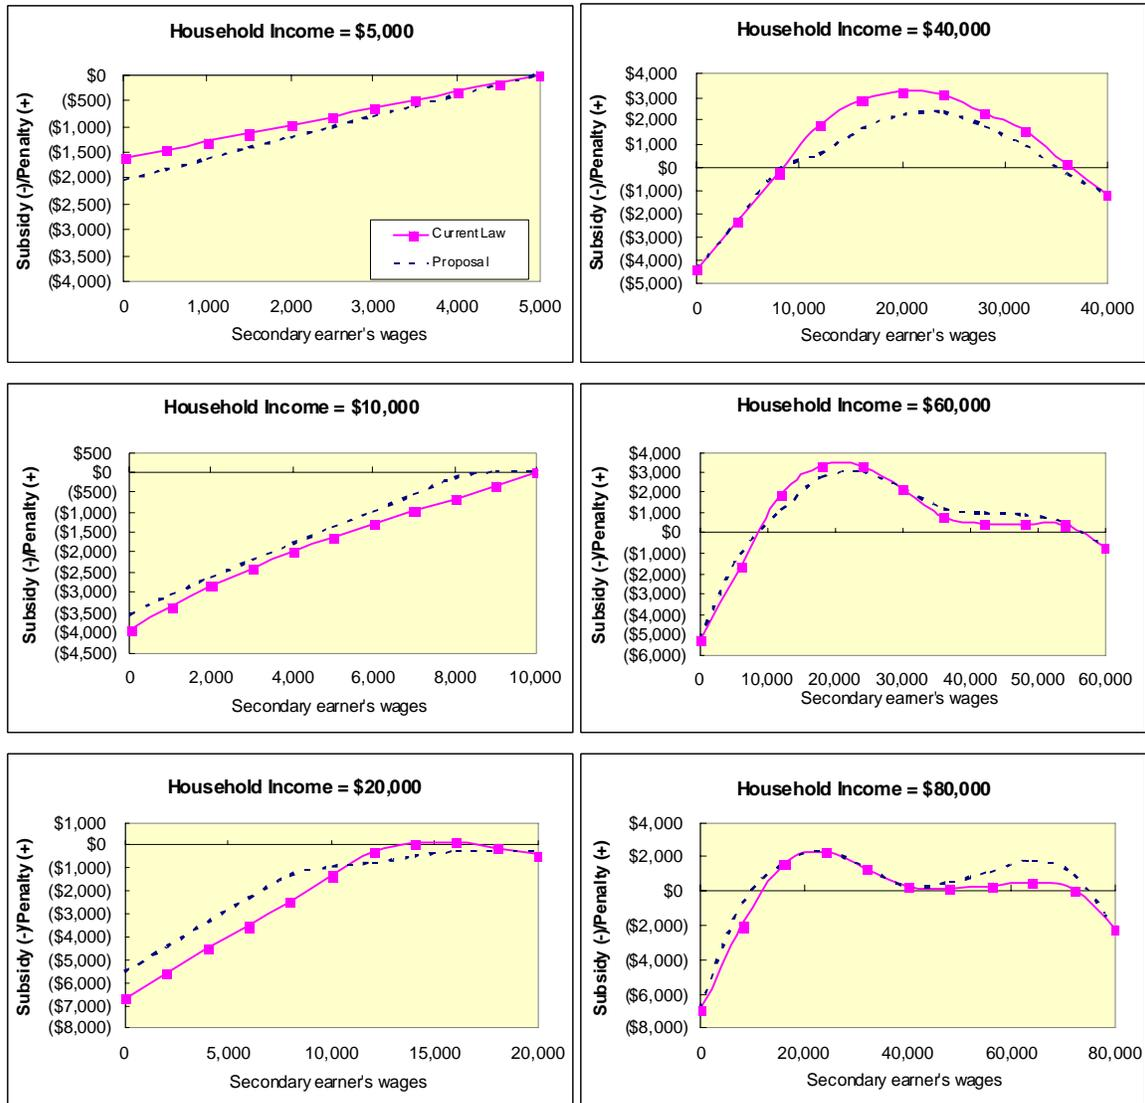 Household Income = $5,000
Subsidy (-)/Penalty (+)
$0
($500)
($1,000)
($1,500)
($2,000)
($2,500)
($3,000)
($3,500)
($4,000)
Current Law
Proposal
0 1,000 2,000 3,000 4,000 5,000
Secondary earner's wages
Household Income = $40,000
Subsidy (-)/Penalty (+)
$4,000
$3,000
$2,000
$1,000
$0
($1,000)
($2,000)
($3,000)
($4,000)
($5,000)
0 10,000 20,000 30,000 40,000
Secondary earner's wages
Household Income = $10,000
Subsidy (-)/Penalty (+)
$500
$0
($500)
($1,000)
($1,500)
($2,000)
($2,500)
($3,000)
($3,500)
($4,000)
($4,500)
0 2,000 4,000 6,000 8,000 10,000
Secondary earner's wages
Household Income = $60,000
Subsidy (-)/Penalty (+)
$4,000
$3,000
$2,000
$1,000
$0
($1,000)
($2,000)
($3,000)
($4,000)
($5,000)
($6,000)
0 10,000 20,000 30,000 40,000 50,000 60,000
Secondary earner's wages
Household Income = $20,000
Subsidy (-)/Penalty (+)
$1,000
$0
($1,000)
($2,000)
($3,000)
($4,000)
($5,000)
($6,000)
($7,000)
($8,000)
0 5,000 10,000 15,000 20,000
Secondary earner's wages
Household Income = $80,000
Subsidy (-)/Penalty (+)
$4,000
$2,000
$0
($2,000)
($4,000)
($6,000)
($8,000)
0 20,000 40,000 60,000 80,000
Secondary earner's wages